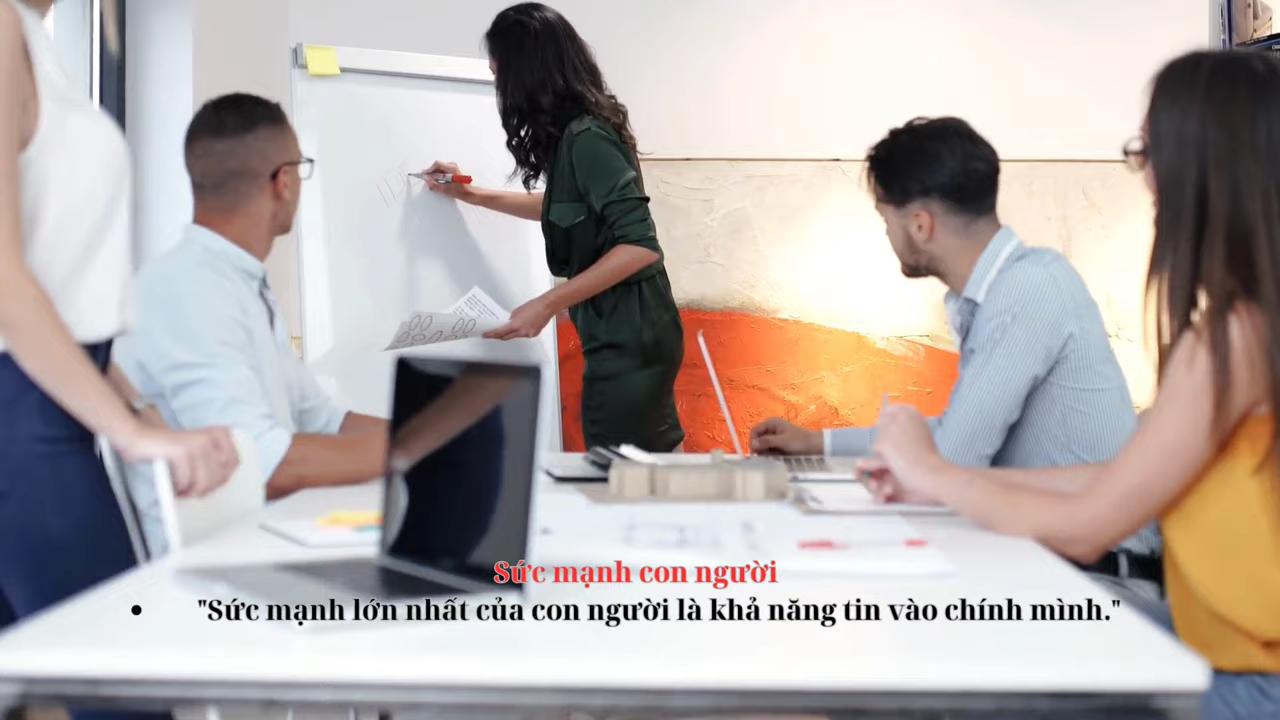 Sức mạnh con người
• "Sức mạnh lớn nhất của con người là khả năng tin vào chính mình."